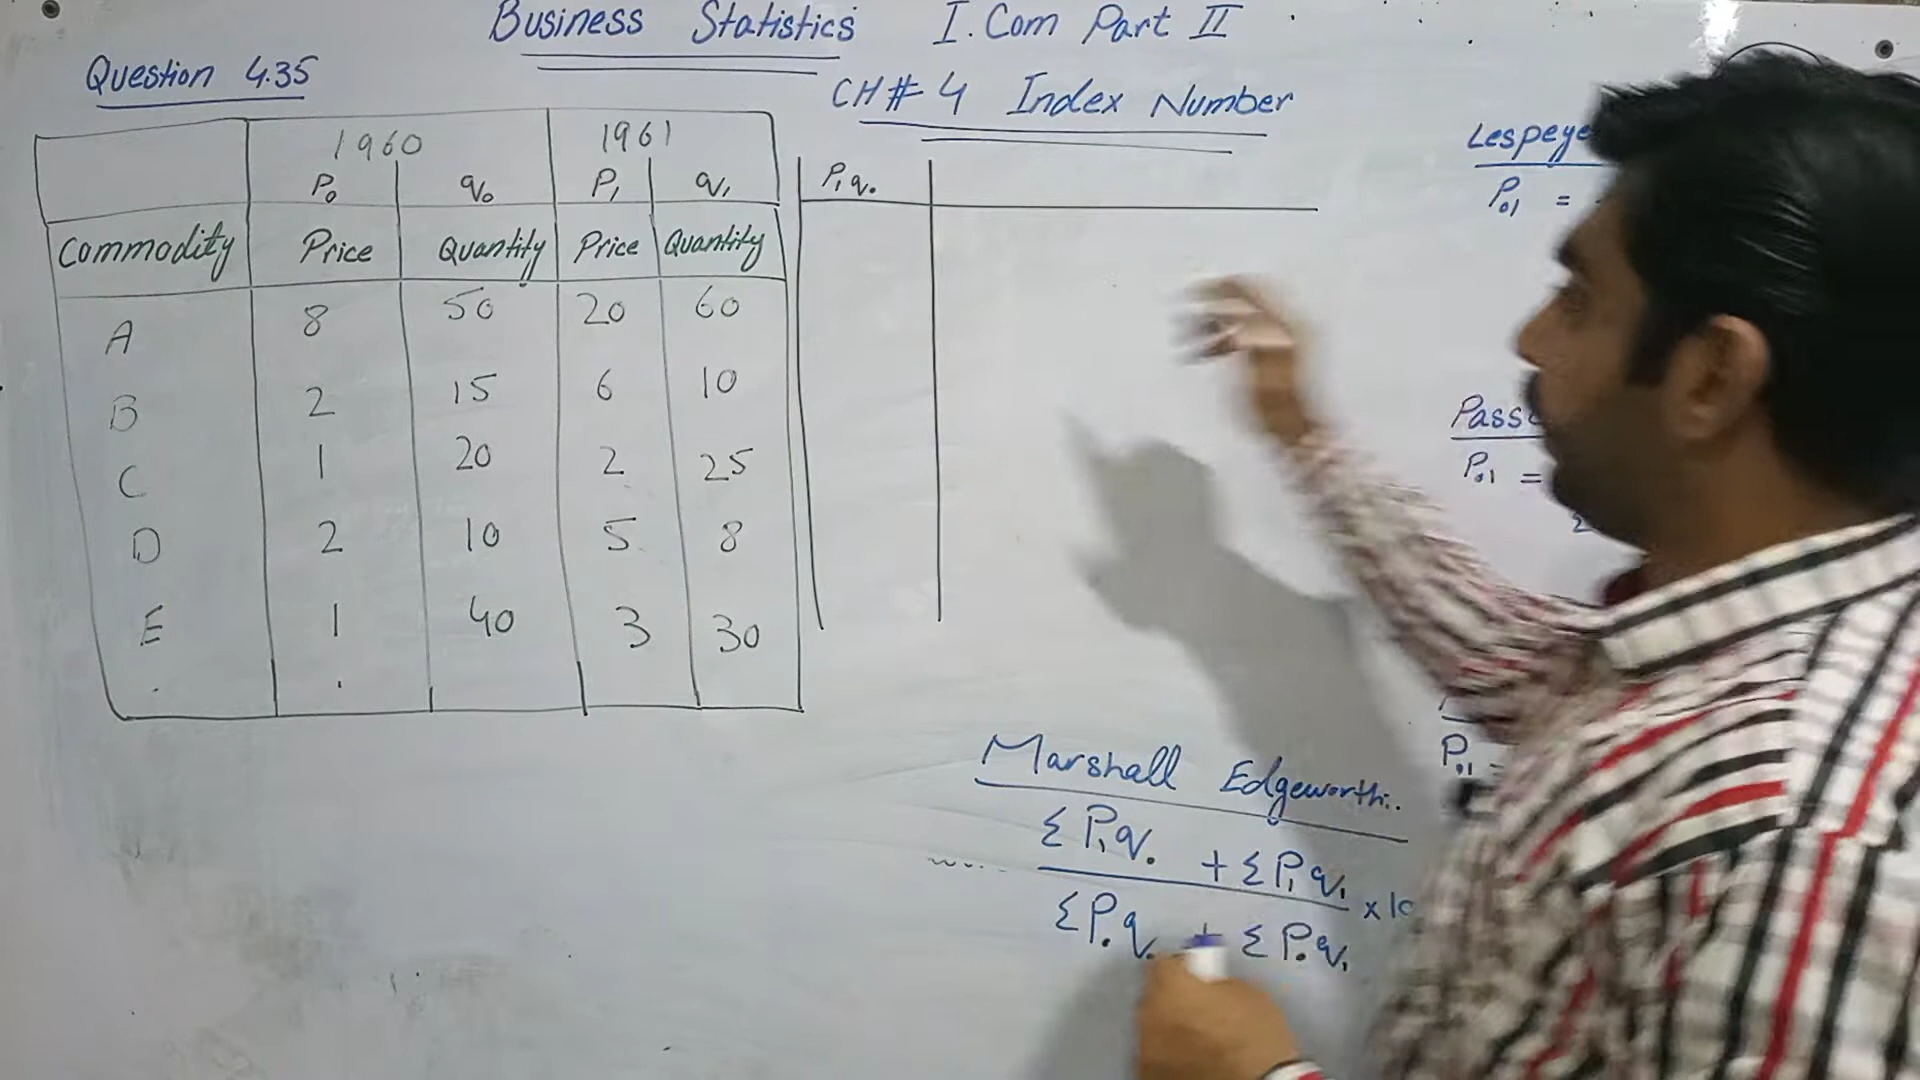 Business Statistics I. Com Part II
Question 4.35
CH# 4 Index Number
1960 1961
P₀ q₀ P₁ q₁ P₁q₀
Commodity Price Quantity Price Quantity
A 8 50 20 60
B 2 15 6 10
C 1 20 2 25
D 2 10 5 8
E 1 40 3 30
Lespeye
P₀₁ =
Pass
P₀₁ =
Σ
P₀₁
Marshall Edgeworth:.
ΣP₁q₀ + ΣP₁q₁ x 10
ΣP₀q₀ + ΣP₀q₁